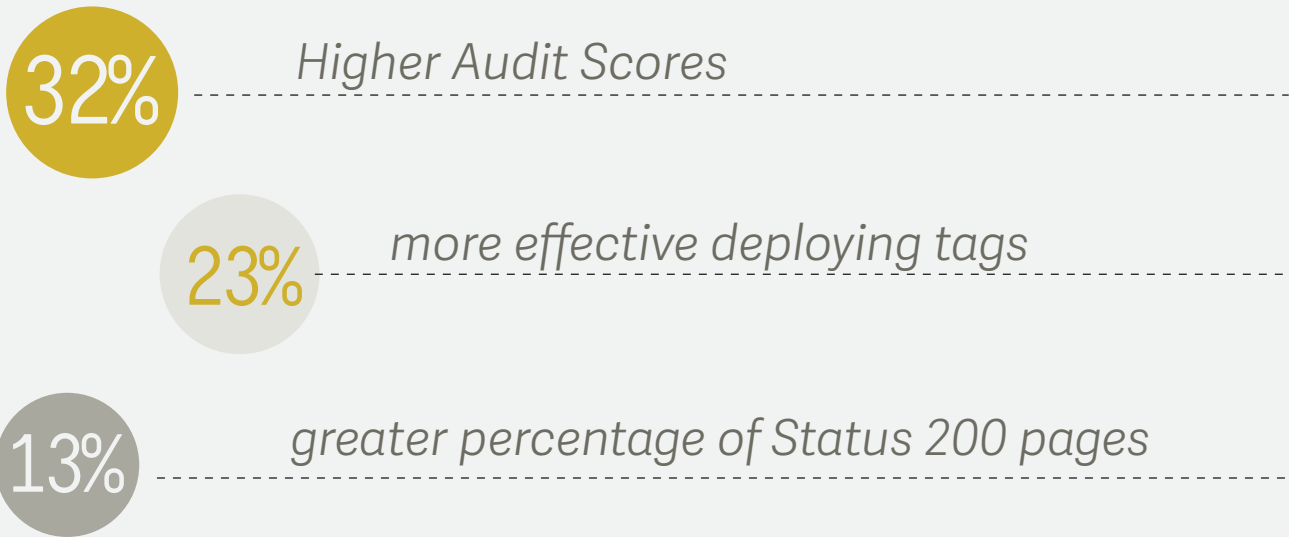 32% Higher Audit Scores
23% more effective deploying tags
13% greater percentage of Status 200 pages